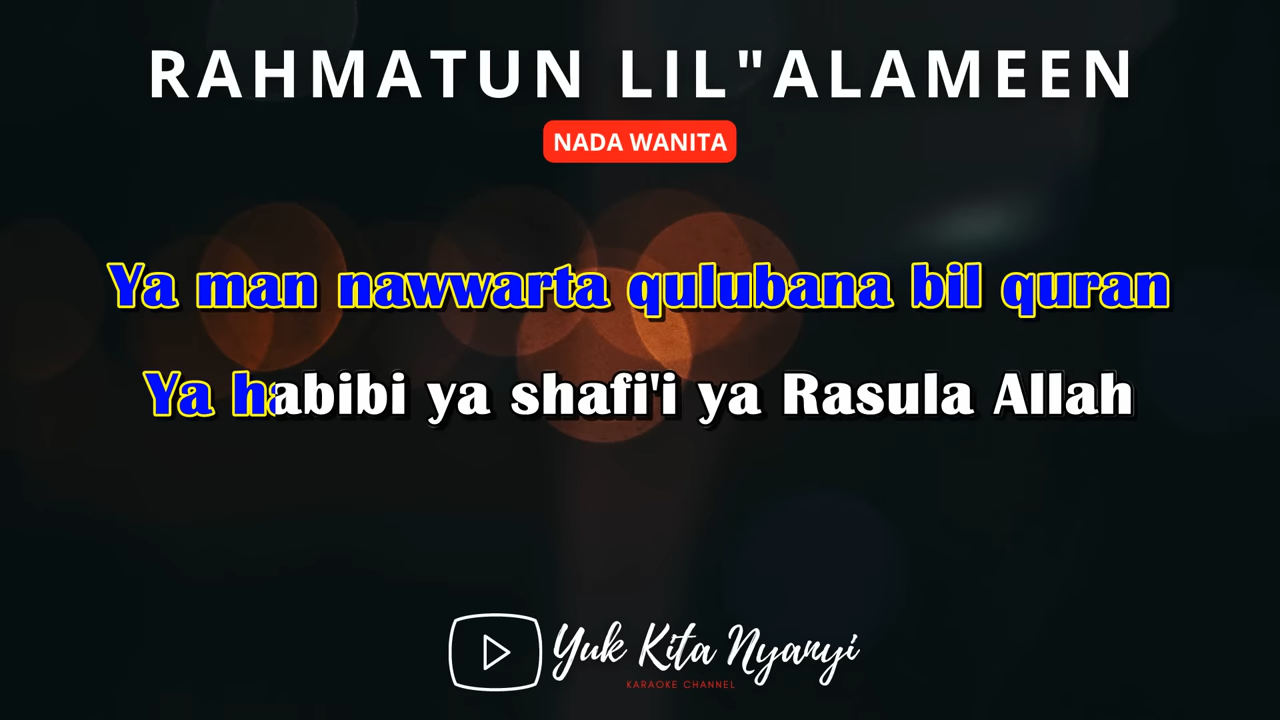 RAHMATUN LIL"ALAMEEN
NADA WANITA
Ya man nawwarta qulubana bil quran
Ya habibi ya shafi'i ya Rasula Allah
Yuk Kita Nyanyi
KARAOKE CHANNEL